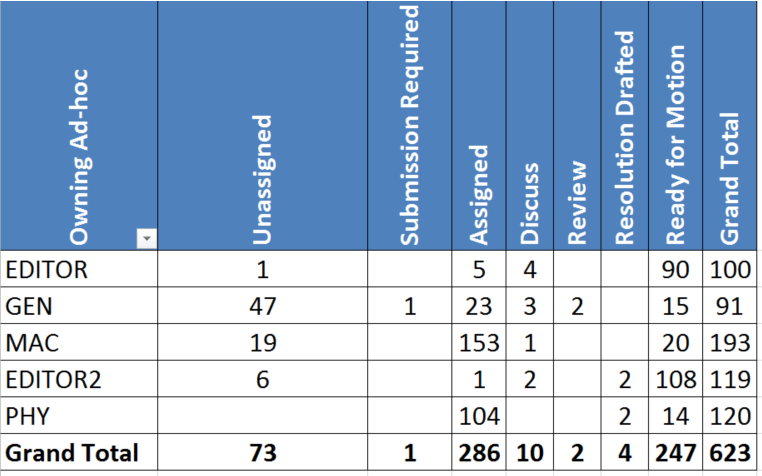 Owning Ad-hoc Unassigned Submission Required Assigned Discuss Review Resolution Drafted Ready for Motion Grand Total
EDITOR 1 5 4 90 100
GEN 47 1 23 3 2 15 91
MAC 19 153 1 20 193
EDITOR2 6 1 2 2 108 119
PHY 104 2 14 120
Grand Total 73 1 286 10 2 4 247 623